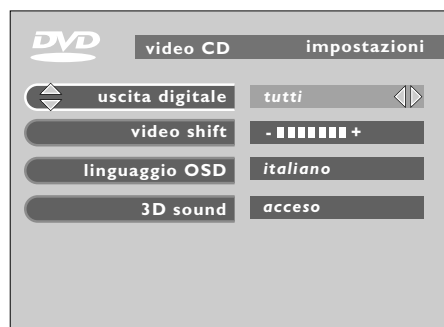 DVD
video CD impostazioni
uscita digitale tutti
video shift - +
linguaggio OSD italiano
3D sound acceso